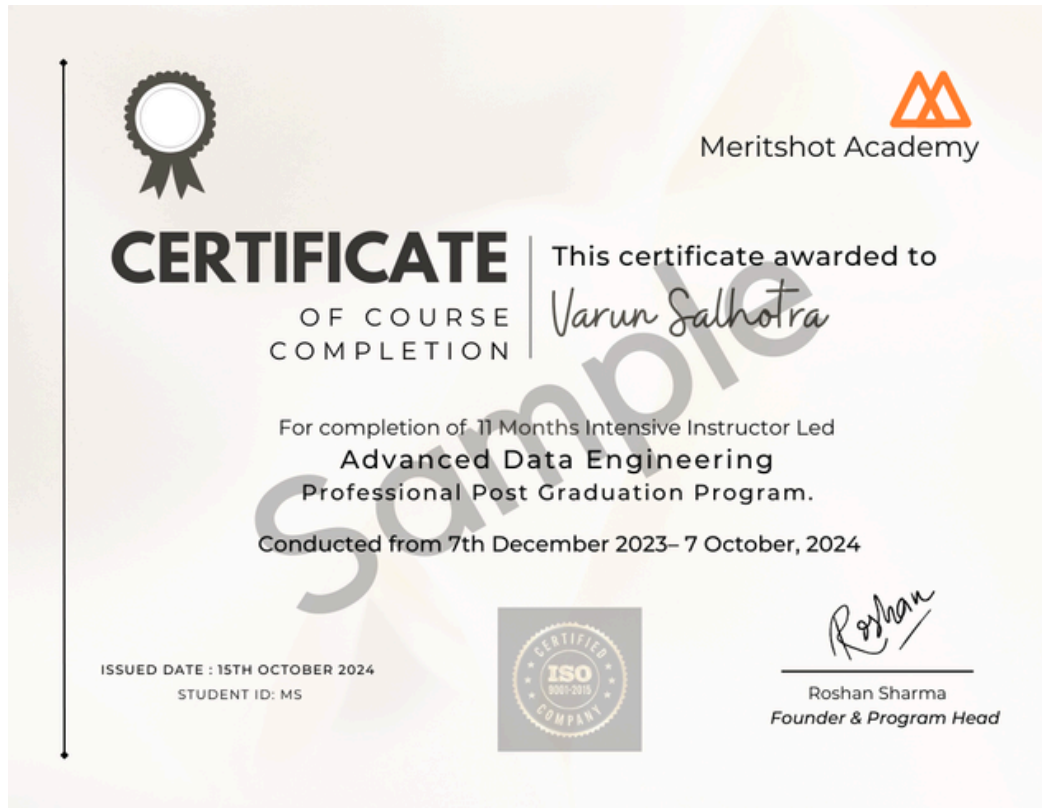 Meritshot Academy
CERTIFICATE
OF COURSE
COMPLETION
This certificate awarded to
Varun Salhotra
For completion of 11 Months Intensive Instructor Led
Advanced Data Engineering
Professional Post Graduation Program.
Conducted from 7th December 2023– 7 October, 2024
Sample
ISSUED DATE : 15TH OCTOBER 2024
STUDENT ID: MS
CERTIFIED
ISO
9001-2015
COMPANY
Roshan
Roshan Sharma
Founder & Program Head